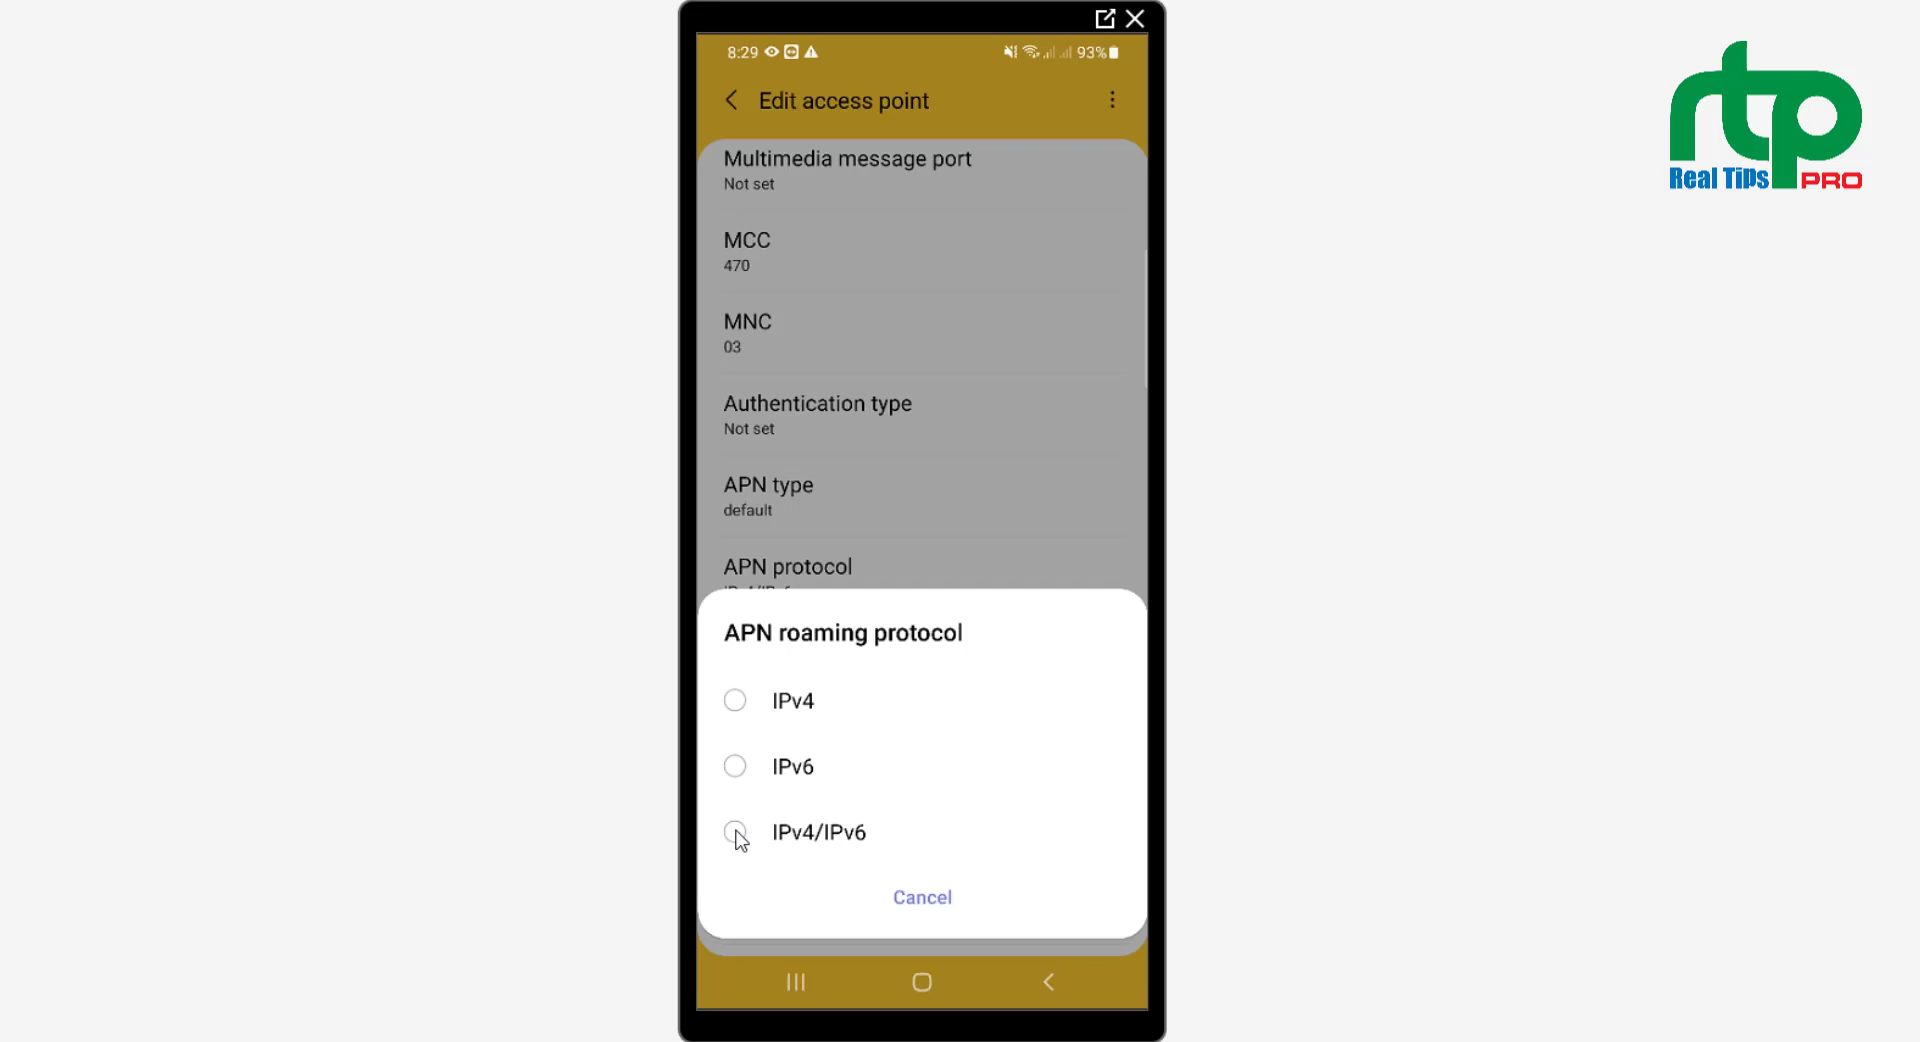 8:29 93%
Edit access point
Multimedia message port
Not set
MCC
470
MNC
03
Authentication type
Not set
APN type
default
APN protocol
APN roaming protocol
IPv4
IPv6
IPv4/IPv6
Cancel
rtp
Real Tips PRO